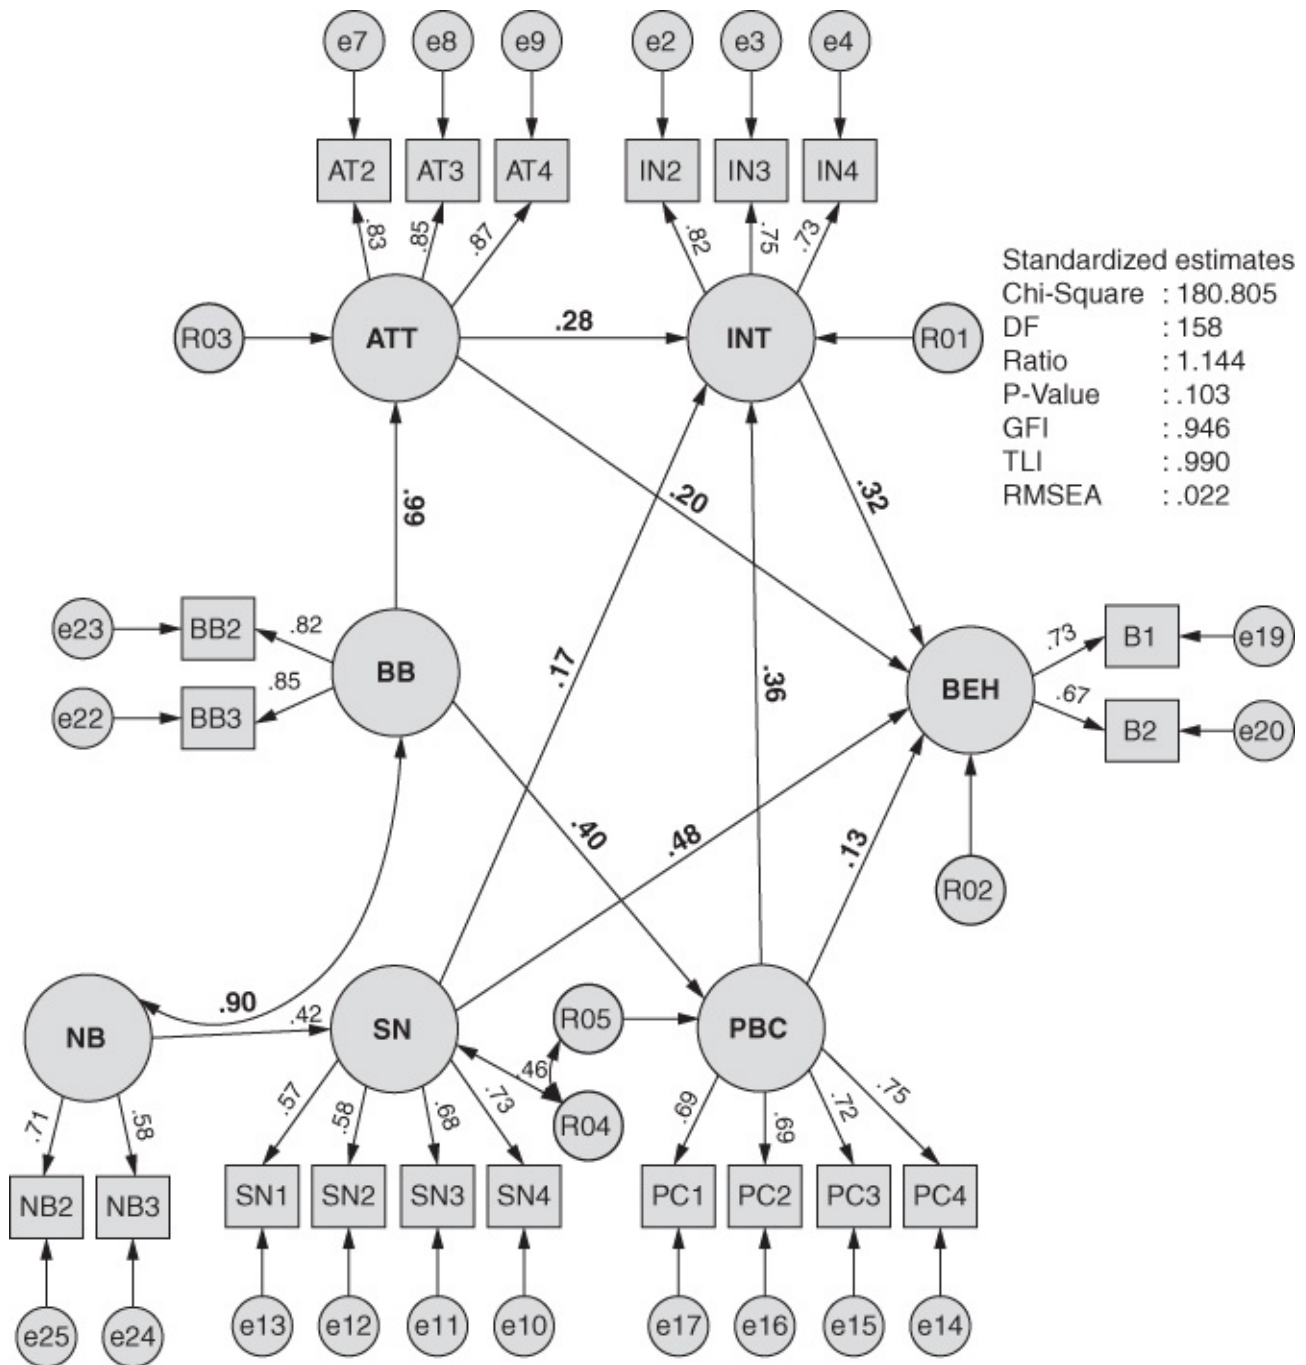 e7 e8 e9 e2 e3 e4
AT2 AT3 AT4 IN2 IN3 IN4
.83 .85 .87 .82 .75 .73
Standardized estimates
Chi-Square : 180.805
DF : 158
Ratio : 1.144
P-Value : .103
GFI : .946
TLI : .990
RMSEA : .022
R03 ATT .28 INT R01
.66 .20 .32
e23 BB2 .82
BB
e22 BB3 .85
.17 .36
BEH
.73 B1 e19
.67 B2 e20
.40 .48 .13
R02
NB .90 .42 SN
R05 .46 R04
PBC
.71 .58 .57 .58 .68 .73 .69 .69 .72 .75
NB2 NB3 SN1 SN2 SN3 SN4 PC1 PC2 PC3 PC4
e25 e24 e13 e12 e11 e10 e17 e16 e15 e14